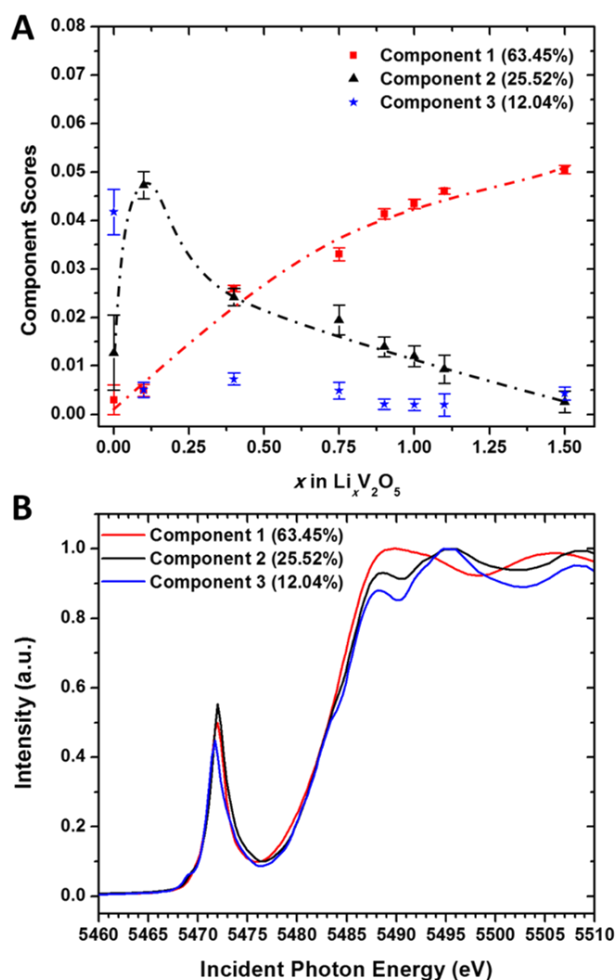 A
Component 1 (63.45%)
Component 2 (25.52%)
Component 3 (12.04%)
Component Scores
0.08
0.07
0.06
0.05
0.04
0.03
0.02
0.01
0.00
0.00 0.25 0.50 0.75 1.00 1.25 1.50
x in LixV2O5
B
Component 1 (63.45%)
Component 2 (25.52%)
Component 3 (12.04%)
Intensity (a.u.)
1.0
0.8
0.6
0.4
0.2
0.0
5460 5465 5470 5475 5480 5485 5490 5495 5500 5505 5510
Incident Photon Energy (eV)